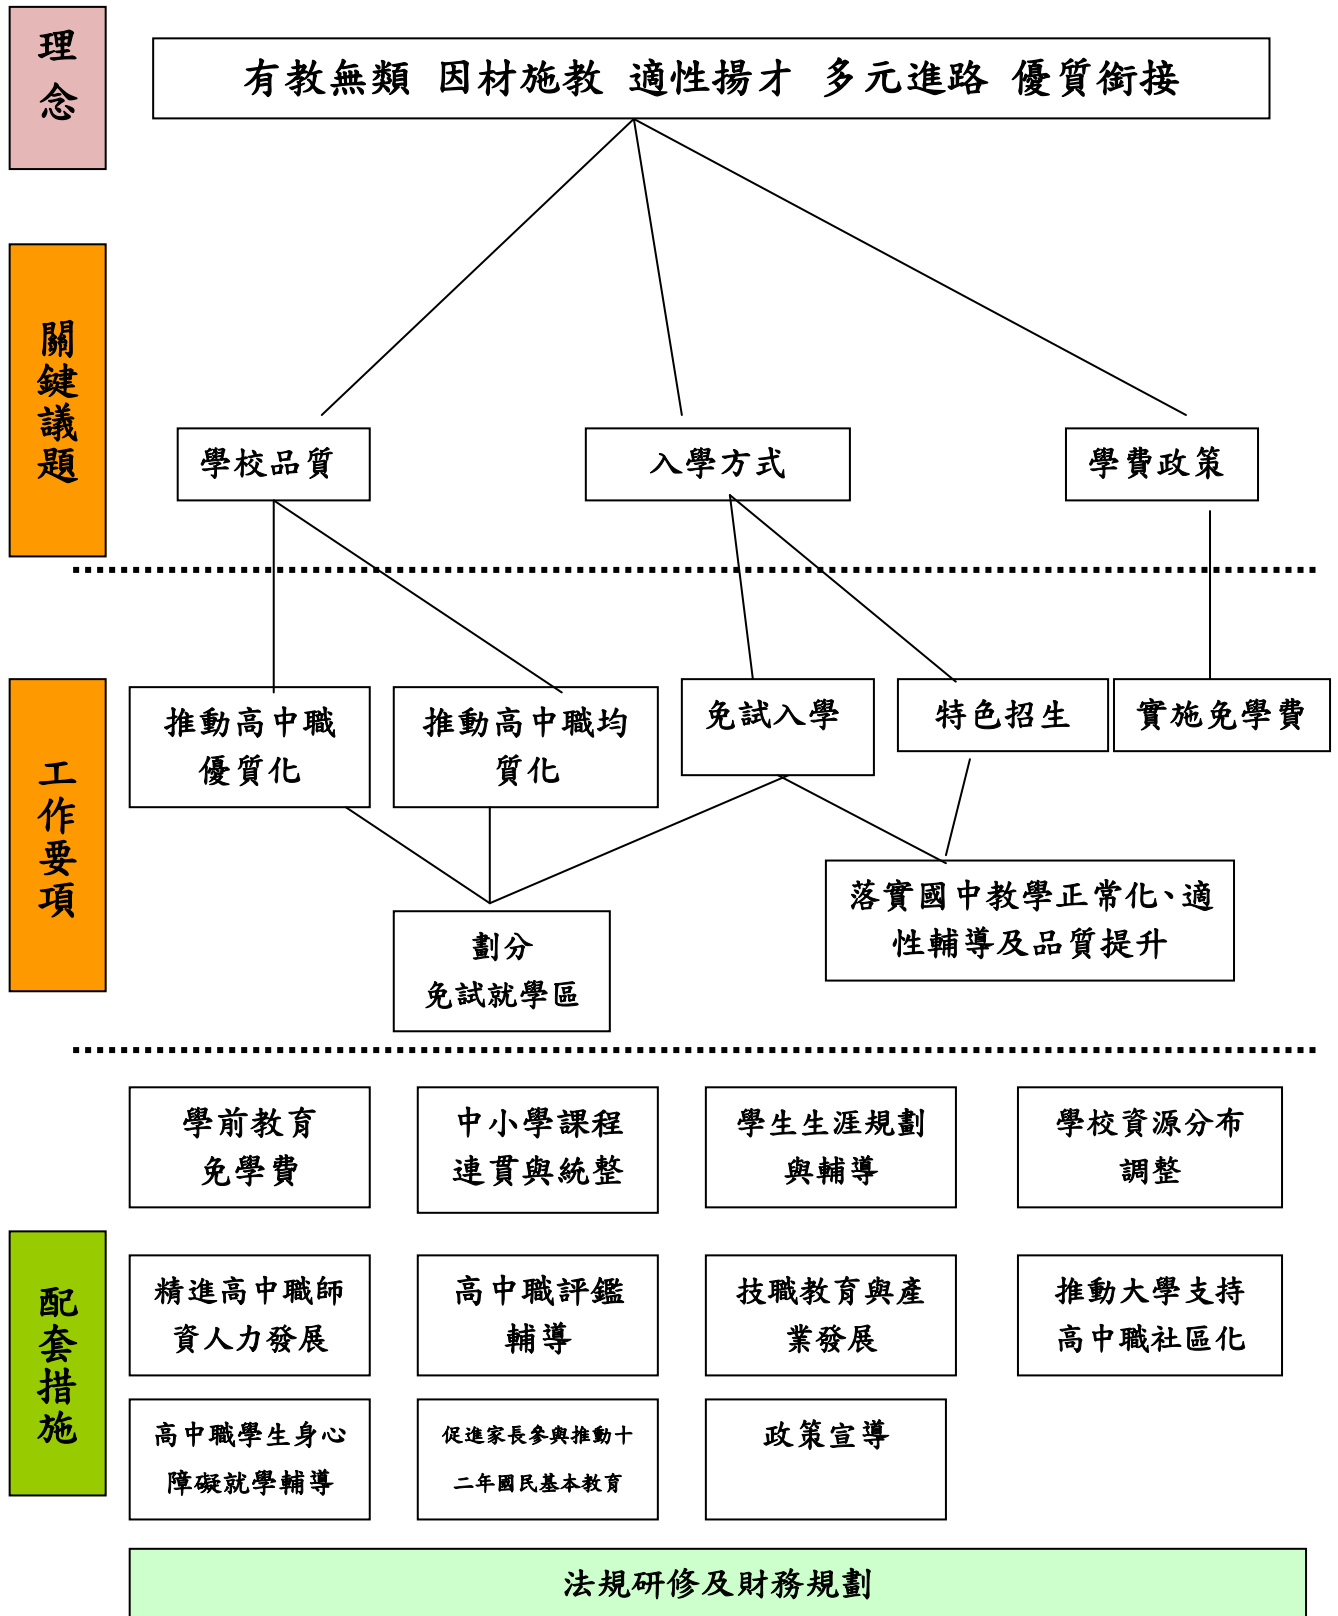 理
念
有教無類 因材施教 適性揚才 多元進路 優質銜接
關
鍵
議
題
學校品質
入學方式
學費政策
工
作
要
項
推動高中職
優質化
推動高中職均
質化
免試入學
特色招生
實施免學費
劃分
免試就學區
落實國中教學正常化、適
性輔導及品質提升
配
套
措
施
學前教育
免學費
中小學課程
連貫與統整
學生生涯規劃
與輔導
學校資源分布
調整
精進高中職師
資人力發展
高中職評鑑
輔導
技職教育與產
業發展
推動大學支持
高中職社區化
高中職學生身心
障礙就學輔導
促進家長參與推動十
二年國民基本教育
政策宣導
法規研修及財務規劃